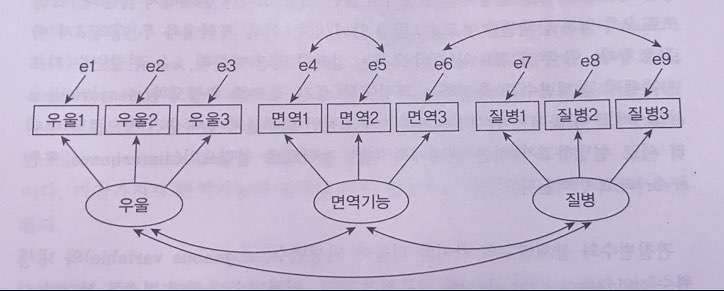 e1 e2 e3 e4 e5 e6 e7 e8 e9
우울1 우울2 우울3 면역1 면역2 면역3 질병1 질병2 질병3
우울 면역기능 질병